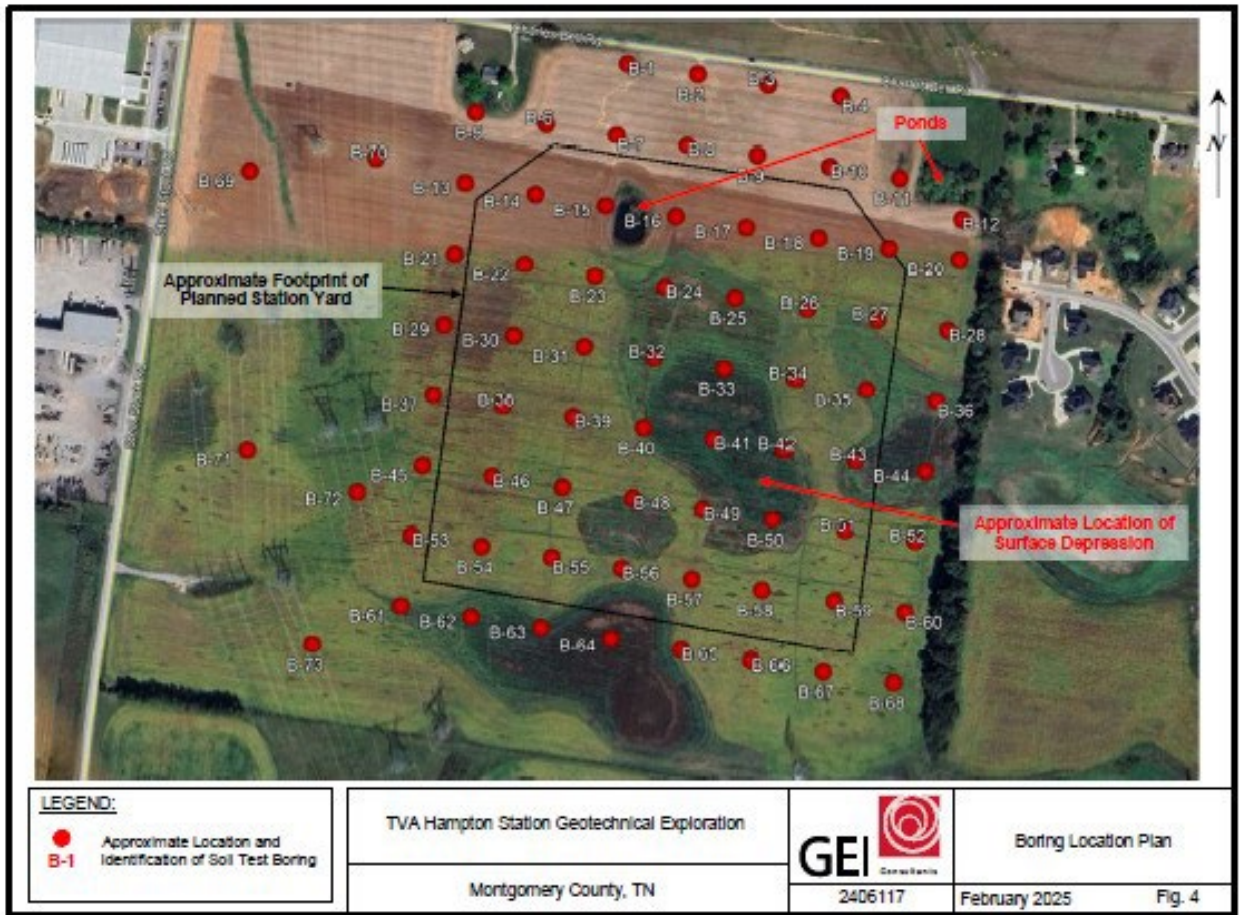 Charles Bell Rd
B-1
B-2
B-3
B-4
Ponds
B-6
B-5
B-7
B-8
B-9
B-10
B-11
B-12
B-69
B-70
B-13
B-14
B-15
B-16
B-17
B-18
B-19
B-20
B-21
B-22
B-23
B-24
B-25
B-26
B-27
B-28
Approximate Footprint of
Planned Station Yard
B-29
B-30
B-31
B-32
B-33
B-34
B-35
B-36
B-37
B-38
B-39
B-40
B-41
B-42
B-43
B-44
B-71
B-45
B-46
B-47
B-48
B-49
B-50
B-51
B-52
B-72
Approximate Location of
Surface Depression
B-53
B-54
B-55
B-56
B-57
B-58
B-59
B-60
B-61
B-62
B-63
B-64
B-65
B-66
B-67
B-68
B-73
N
LEGEND:
B-1
Approximate Location and
Identification of Soil Test Boring
TVA Hampton Station Geotechnical Exploration
Montgomery County, TN
GEI
Consultants
2406117
Boring Location Plan
February 2025
Fig. 4